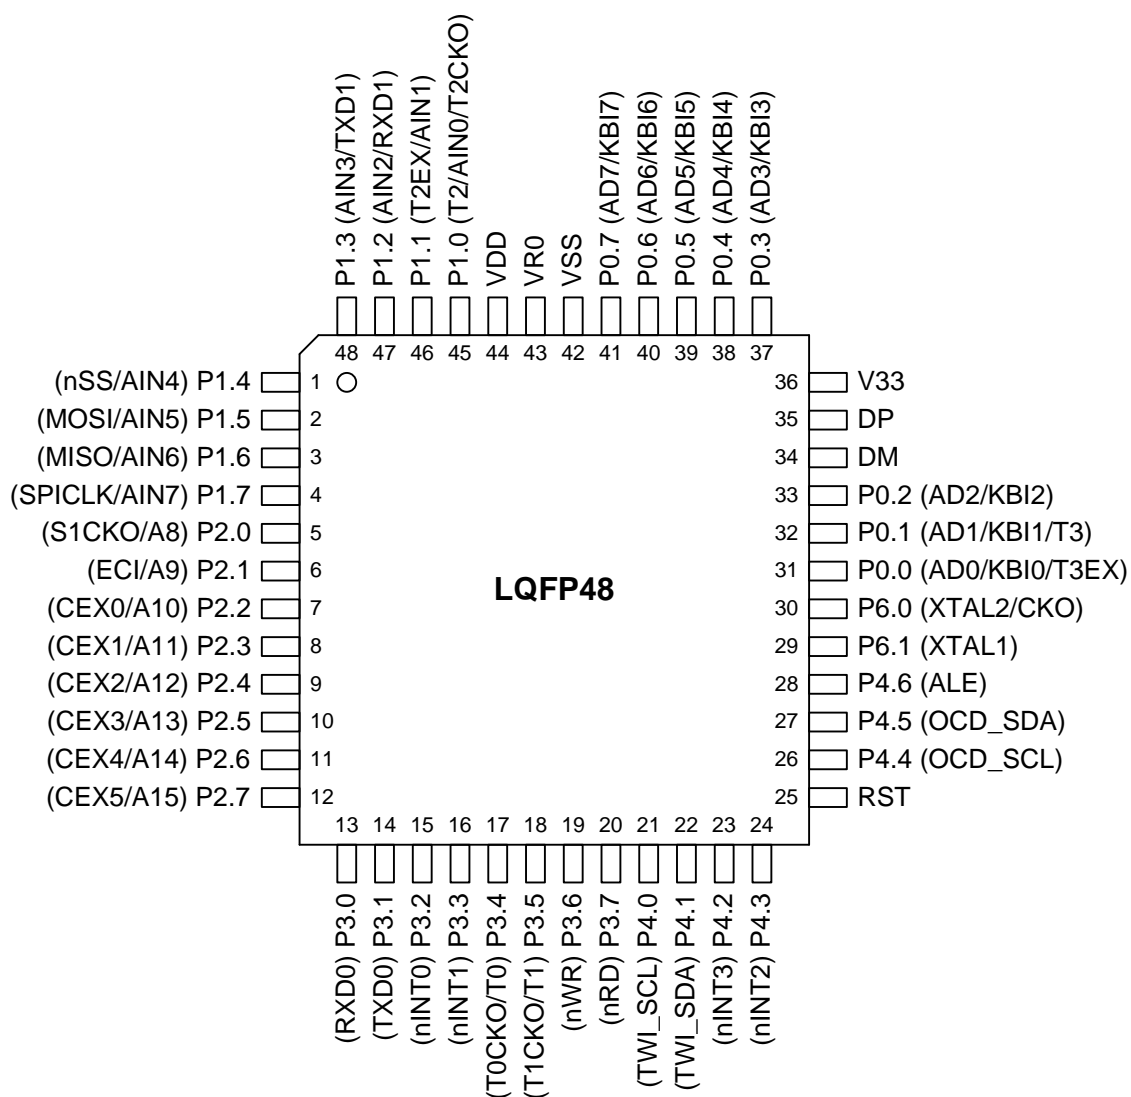 P1.3 (AIN3/TXD1)
P1.2 (AIN2/RXD1)
P1.1 (T2EX/AIN1)
P1.0 (T2/AIN0/T2CKO)
VDD
VR0
VSS
P0.7 (AD7/KBI7)
P0.6 (AD6/KBI6)
P0.5 (AD5/KBI5)
P0.4 (AD4/KBI4)
P0.3 (AD3/KBI3)
48 47 46 45 44 43 42 41 40 39 38 37
(nSS/AIN4) P1.4 1
(MOSI/AIN5) P1.5 2
(MISO/AIN6) P1.6 3
(SPICLK/AIN7) P1.7 4
(S1CKO/A8) P2.0 5
(ECI/A9) P2.1 6
(CEX0/A10) P2.2 7
(CEX1/A11) P2.3 8
(CEX2/A12) P2.4 9
(CEX3/A13) P2.5 10
(CEX4/A14) P2.6 11
(CEX5/A15) P2.7 12
LQFP48
36 V33
35 DP
34 DM
33 P0.2 (AD2/KBI2)
32 P0.1 (AD1/KBI1/T3)
31 P0.0 (AD0/KBI0/T3EX)
30 P6.0 (XTAL2/CKO)
29 P6.1 (XTAL1)
28 P4.6 (ALE)
27 P4.5 (OCD_SDA)
26 P4.4 (OCD_SCL)
25 RST
13 14 15 16 17 18 19 20 21 22 23 24
(RXD0) P3.0
(TXD0) P3.1
(nINT0) P3.2
(nINT1) P3.3
(T0CKO/T0) P3.4
(T1CKO/T1) P3.5
(nWR) P3.6
(nRD) P3.7
(TWI_SCL) P4.0
(TWI_SDA) P4.1
(nINT3) P4.2
(nINT2) P4.3